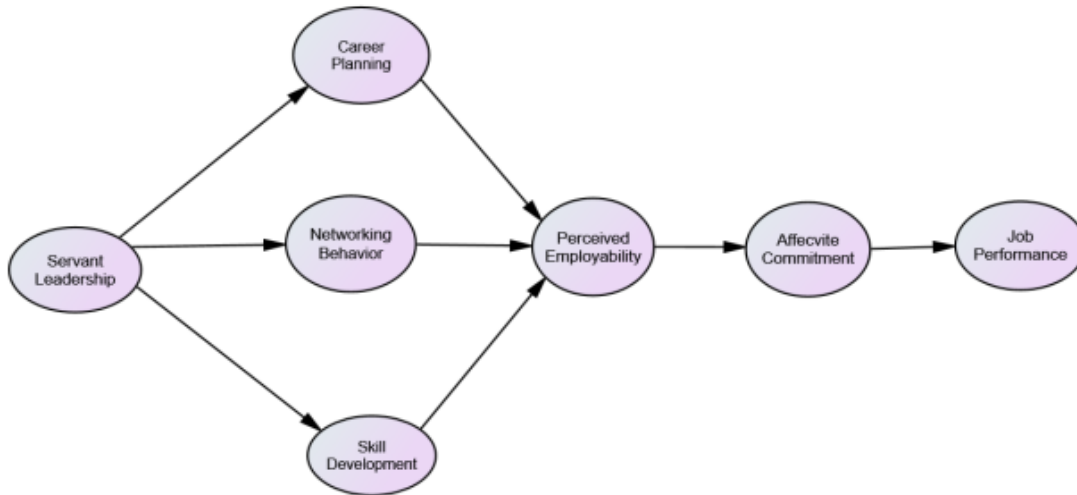 Career
Planning
Servant
Leadership
Networking
Behavior
Perceived
Employability
Affecvite
Commitment
Job
Performance
Skill
Development